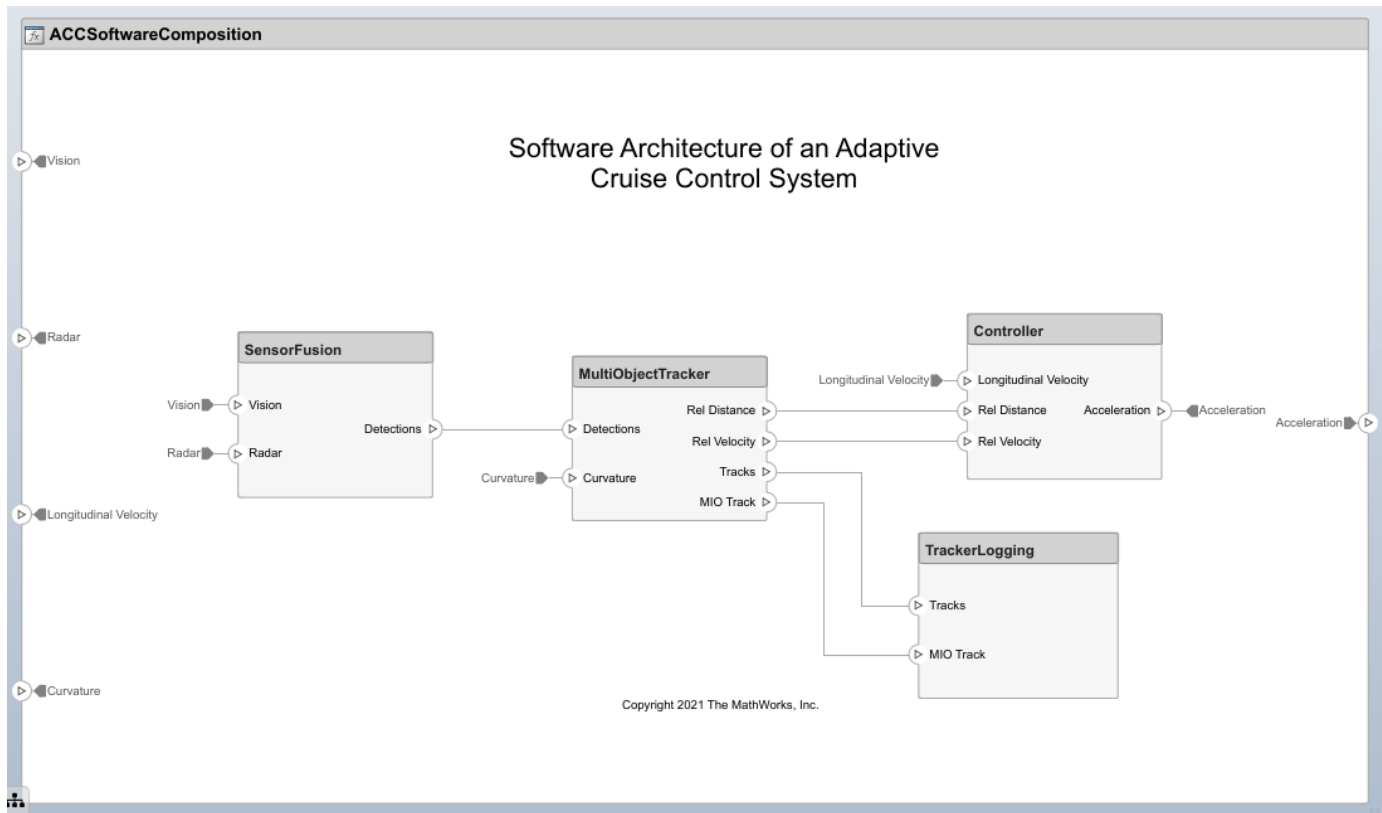 ACCSoftwareComposition
Software Architecture of an Adaptive
Cruise Control System
Vision
Radar
Longitudinal Velocity
Curvature
SensorFusion
Vision
Vision
Radar
Radar
Detections
MultiObjectTracker
Detections
Curvature
Curvature
Rel Distance
Rel Velocity
Tracks
MIO Track
Controller
Longitudinal Velocity
Longitudinal Velocity
Rel Distance
Rel Velocity
Acceleration
Acceleration
Acceleration
TrackerLogging
Tracks
MIO Track
Copyright 2021 The MathWorks, Inc.